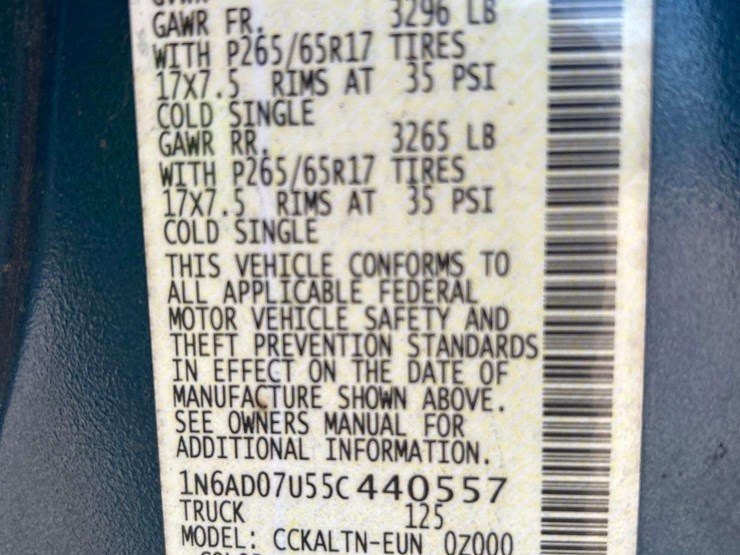 GAWR FR. 3296 LB
WITH P265/65R17 TIRES
17X7.5 RIMS AT 35 PSI
COLD SINGLE
GAWR RR. 3265 LB
WITH P265/65R17 TIRES
17X7.5 RIMS AT 35 PSI
COLD SINGLE
THIS VEHICLE CONFORMS TO
ALL APPLICABLE FEDERAL
MOTOR VEHICLE SAFETY AND
THEFT PREVENTION STANDARDS
IN EFFECT ON THE DATE OF
MANUFACTURE SHOWN ABOVE.
SEE OWNERS MANUAL FOR
ADDITIONAL INFORMATION.
1N6AD07U55C440557
TRUCK 125
MODEL: CCKALTN-EUN 0Z000